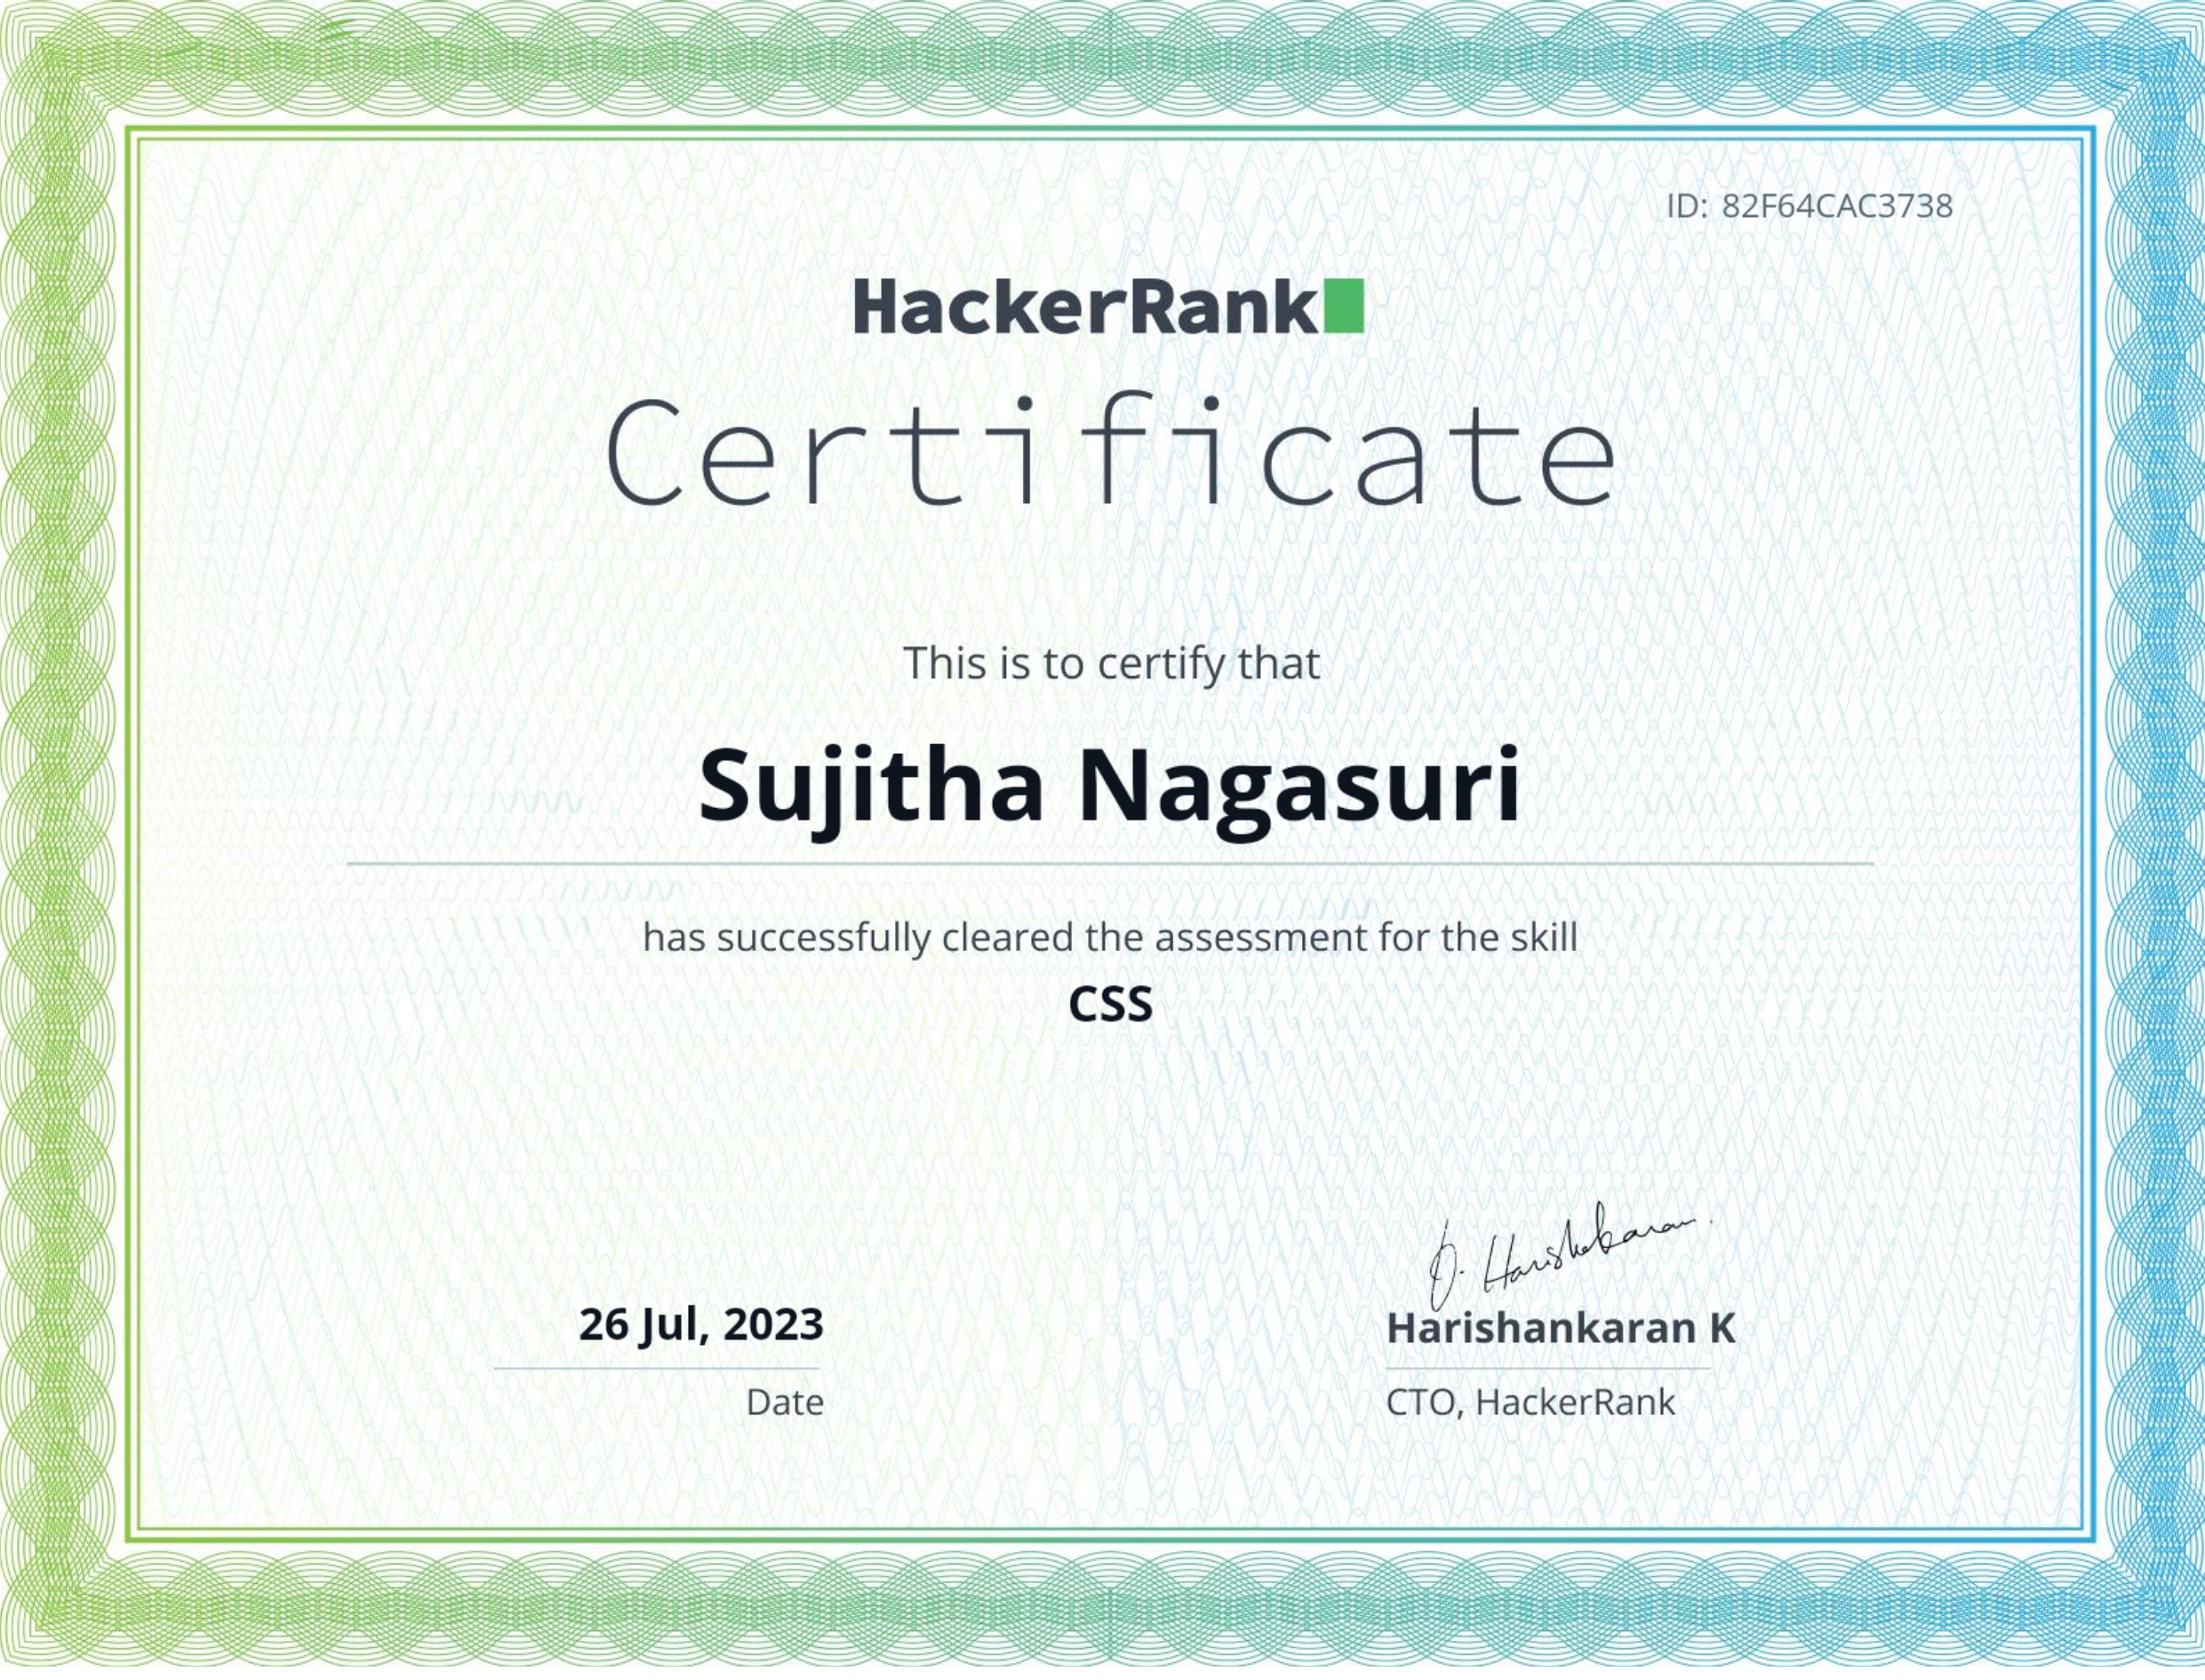 ID: 82F64CAC3738
HackerRank
Certificate
This is to certify that
Sujitha Nagasuri
has successfully cleared the assessment for the skill
CSS
26 Jul, 2023
Date
Harishankaran K
CTO, HackerRank